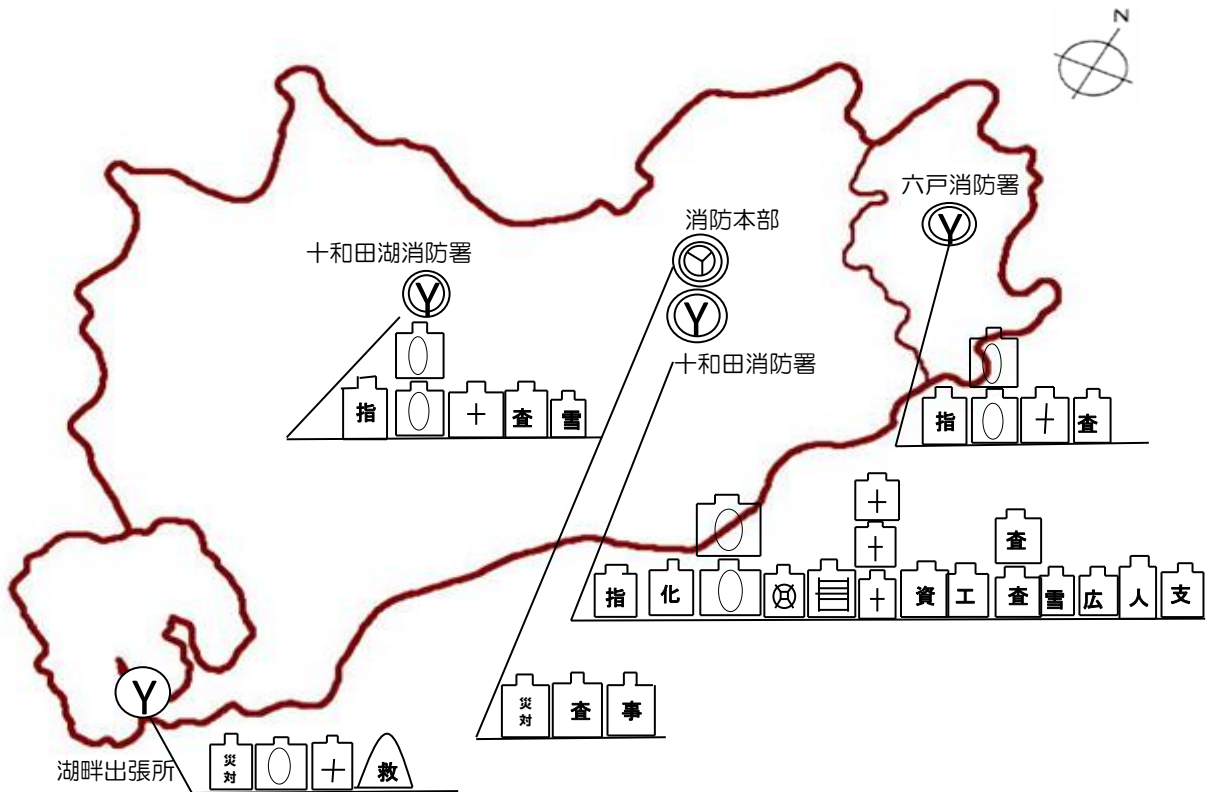 N
六戸消防署
消防本部
十和田湖消防署
十和田消防署
指 査 雪
指 査
査
指 化 資 工 査 雪 広 人 支
災対 査 事
湖畔出張所
災対 救